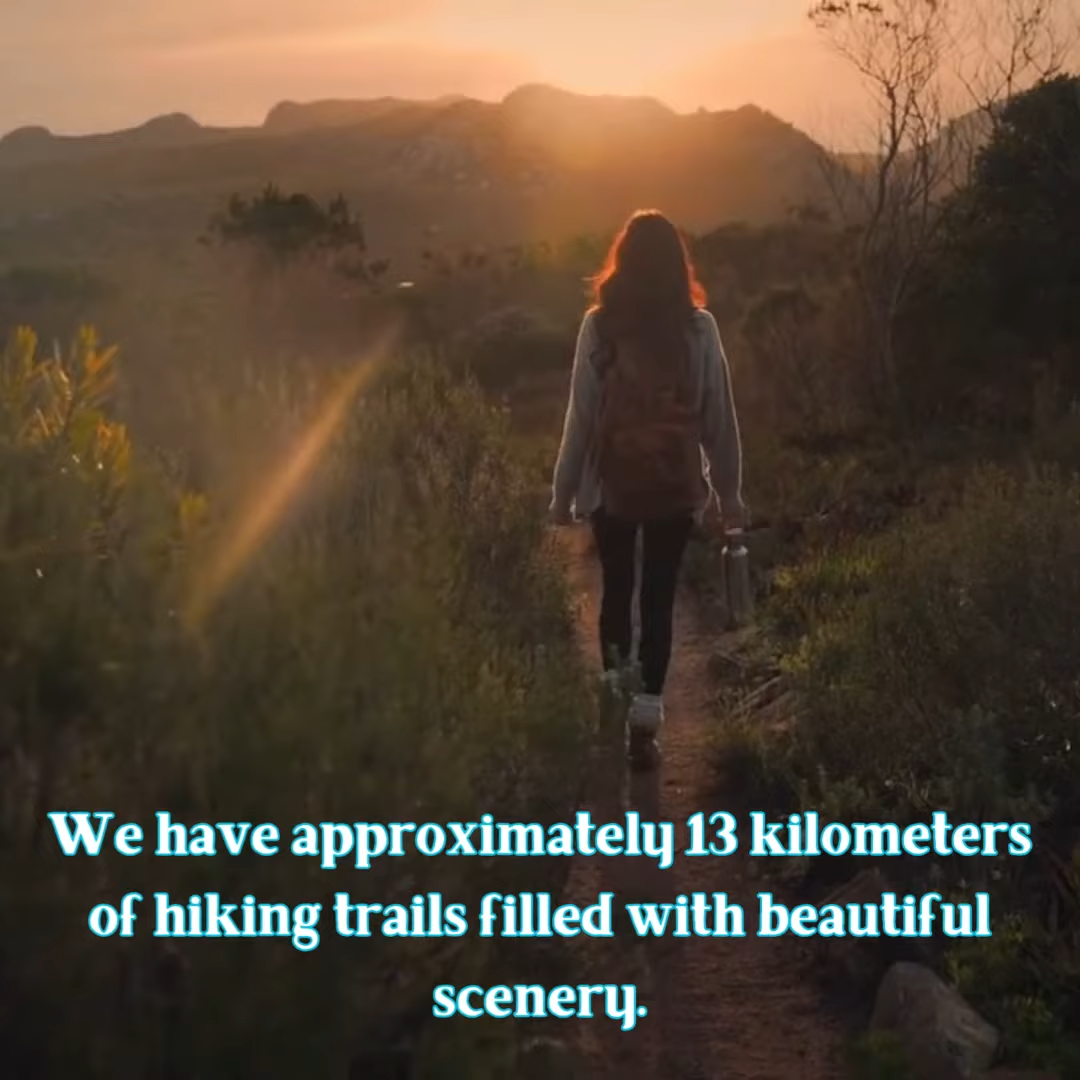 We have approximately 13 kilometers
of hiking trails filled with beautiful
scenery.